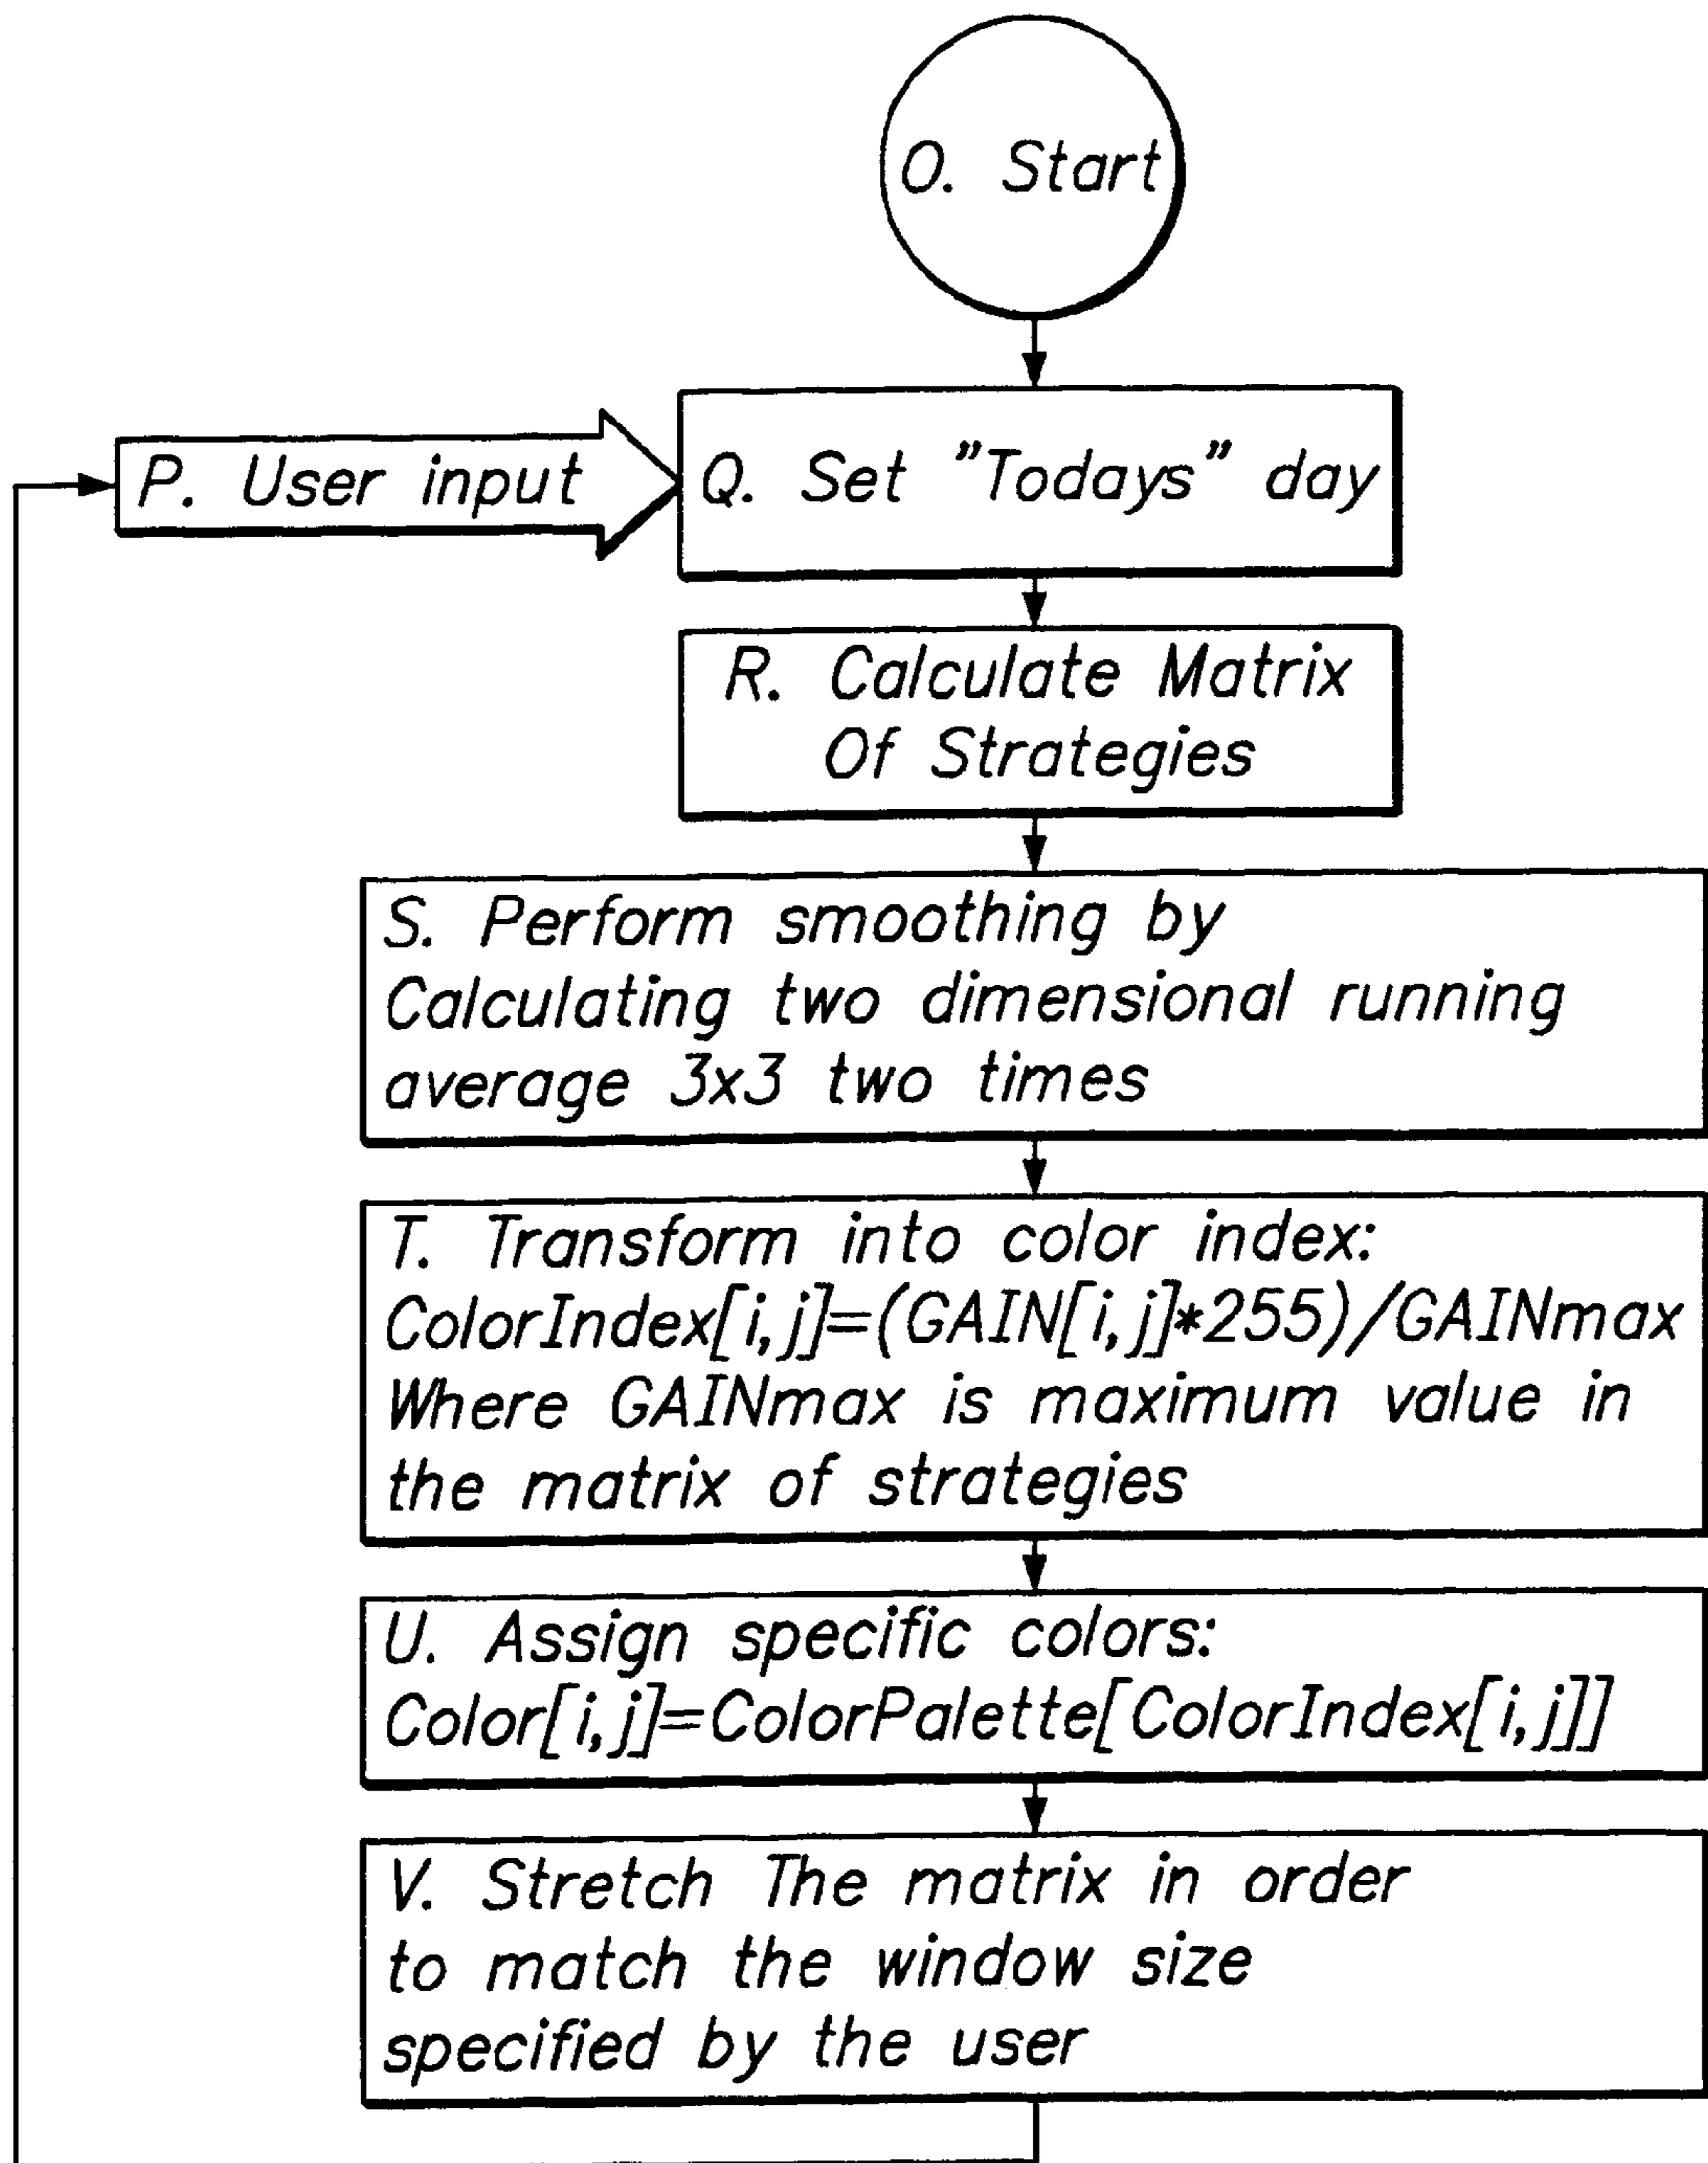 O. Start
P. User input
Q. Set "Todays" day
R. Calculate Matrix
Of Strategies
S. Perform smoothing by
Calculating two dimensional running
average 3x3 two times
T. Transform into color index:
ColorIndex[i,j]=(GAIN[i,j]*255)/GAINmax
Where GAINmax is maximum value in
the matrix of strategies
U. Assign specific colors:
Color[i,j]=ColorPalette[ColorIndex[i,j]]
V. Stretch The matrix in order
to match the window size
specified by the user